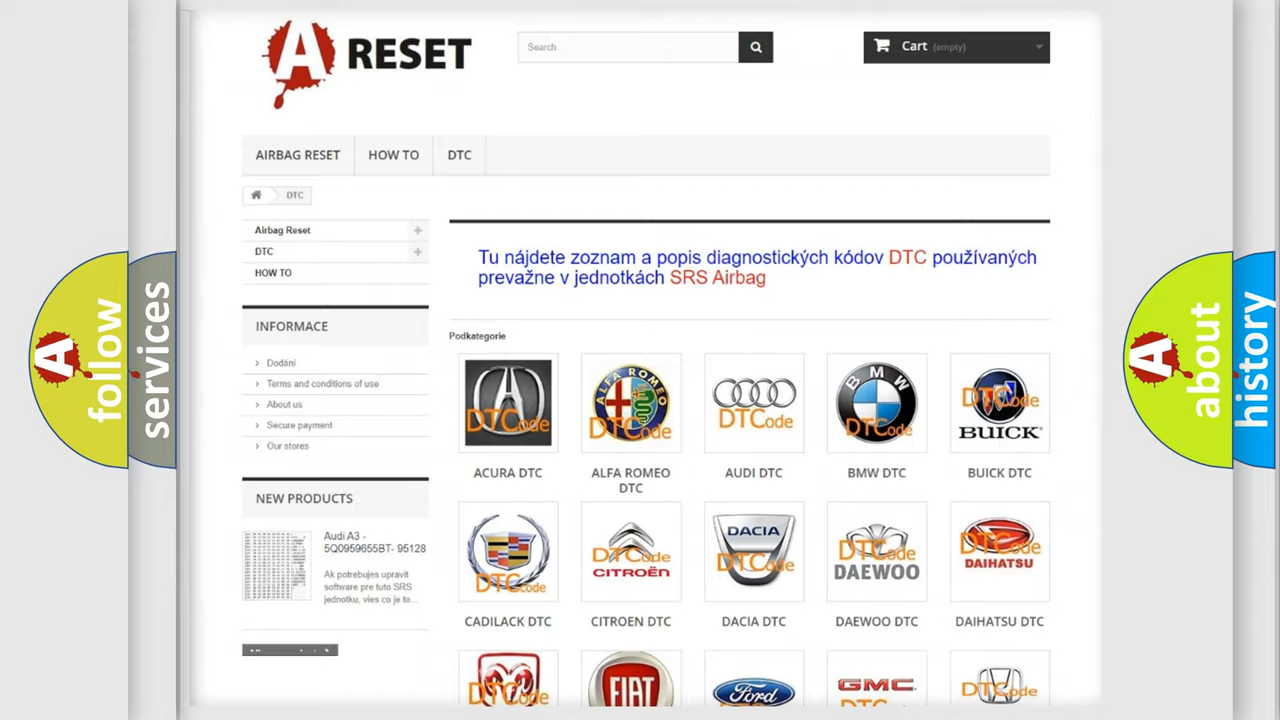 A RESET
Search
Cart (empty)
AIRBAG RESET
HOW TO
DTC
DTC
Airbag Reset
DTC
HOW TO
INFORMACE
Dodání
Terms and conditions of use
About us
Secure payment
Our stores
NEW PRODUCTS
Audi A3 -
5Q0959655BT- 95128
Ak potrebujes upravit
software pre tuto SRS
jednotku, vies co je to...
Tu nájdete zoznam a popis diagnostických kódov DTC používaných
prevažne v jednotkách SRS Airbag
Podkategorie
DTCode
ALFA ROMEO
DTCode
DTCode
BMW
DTCode
DTCode
BUICK
ACURA DTC
ALFA ROMEO
DTC
AUDI DTC
BMW DTC
BUICK DTC
DTCode
DTCode
CITROËN
DACIA
DTCode
DTCode
DAEWOO
DTCode
DAIHATSU
CADILACK DTC
CITROEN DTC
DACIA DTC
DAEWOO DTC
DAIHATSU DTC
DTCode
FIAT
Ford
GMC
DTCode
A follow
services
A about
history